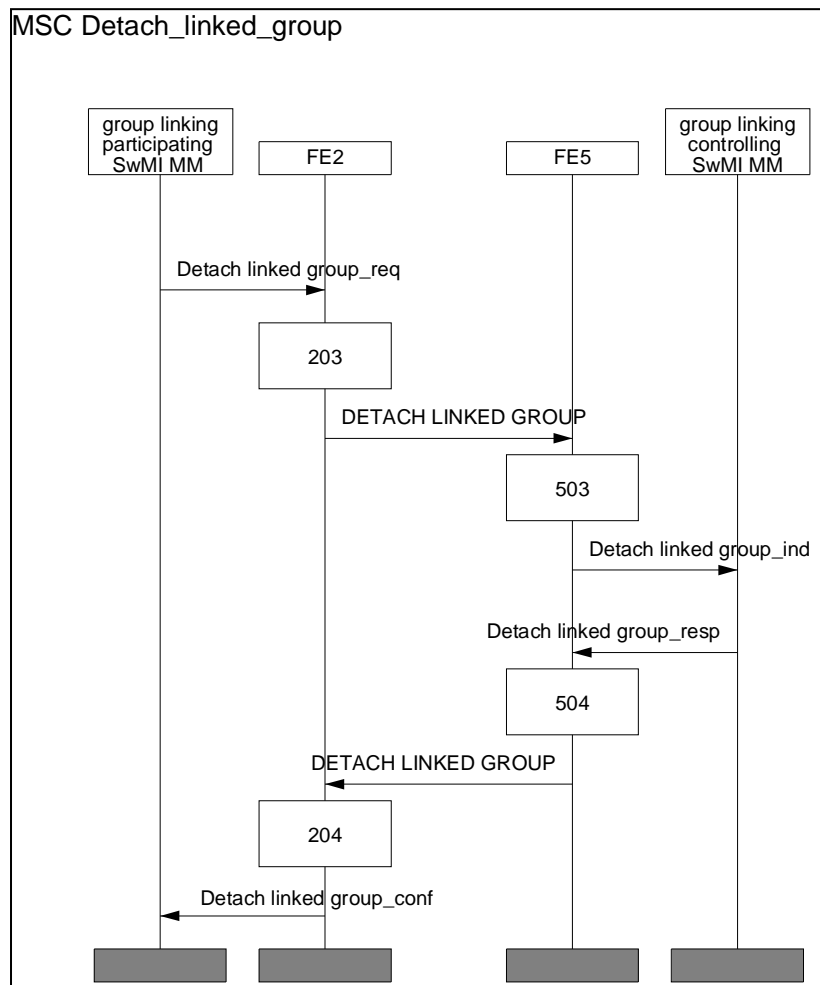 MSC Detach_linked_group
group linking
participating
SwMI MM
FE2
FE5
group linking
controlling
SwMI MM
Detach linked group_req
203
DETACH LINKED GROUP
503
Detach linked group_ind
Detach linked group_resp
504
DETACH LINKED GROUP
204
Detach linked group_conf